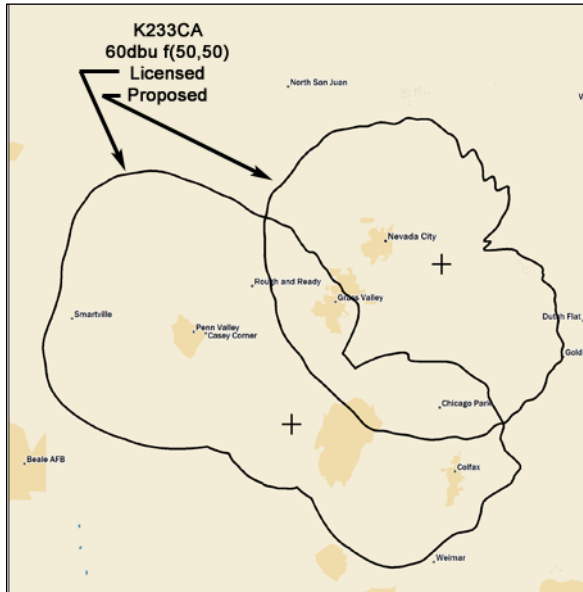 K233CA
60dbu f(50,50)
Licensed
Proposed
North San Juan
W
Nevada City
Rough and Ready
Grass Valley
Smartville
Dutch Flat
Penn Valley
Casey Corner
Gold
Chicago Park
Beale AFB
Colfax
Weimar